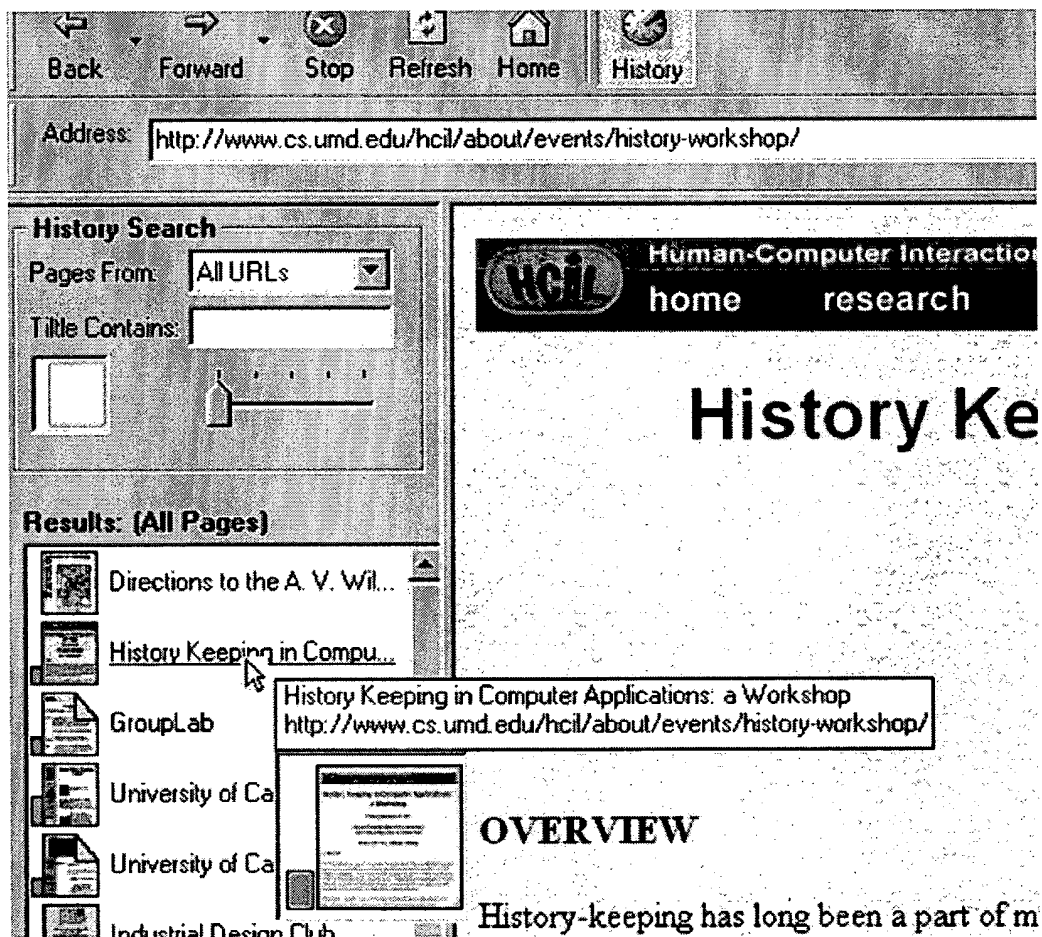 Back Forward Stop Refresh Home History
Address: http://www.cs.umd.edu/hcil/about/events/history-workshop/
History Search
Pages From: All URLs
Tiltle Contains:
Results: (All Pages)
Directions to the A. V. Wil...
History Keeping in Compu...
History Keeping in Computer Applications: a Workshop
http://www.cs.umd.edu/hcil/about/events/history-workshop/
GroupLab
University of Ca
University of Ca
Industrial Design Club
HCIL
Human-Computer Interactio
home research
History Ke
OVERVIEW
History-keeping has long been a part of m